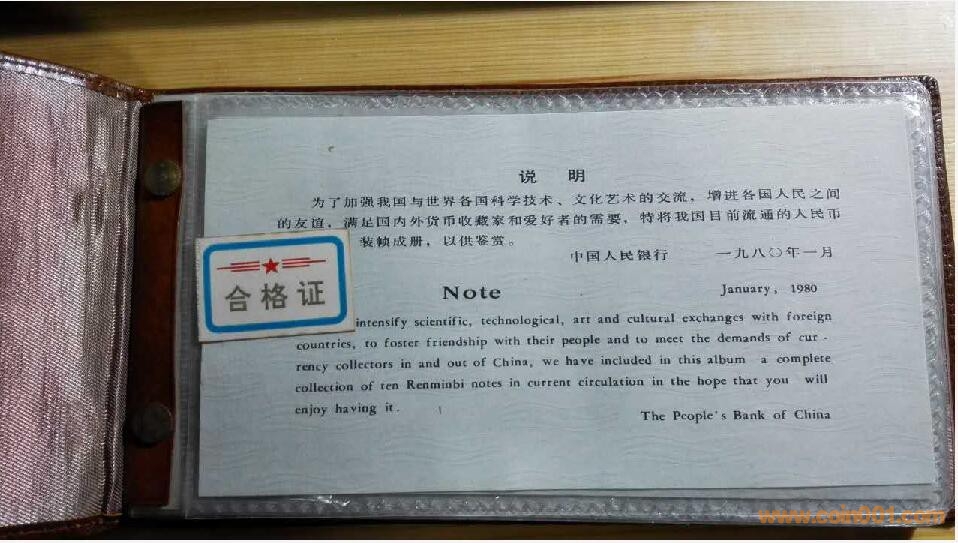 说 明
为了加强我国与世界各国科学技术、文化艺术的交流，增进各国人民之间
的友谊，满足国内外货币收藏家和爱好者的需要，特将我国目前流通的人民币
装帧成册，以供鉴赏。
中国人民银行 一九八〇年一月
合格证
Note
January, 1980
intensify scientific, technological, art and cultural exchanges with foreign
countries, to foster friendship with their people and to meet the demands of cur -
rency collectors in and out of China, we have included in this album a complete
collection of ten Renminbi notes in current circulation in the hope that you will
enjoy having it.
The People's Bank of China